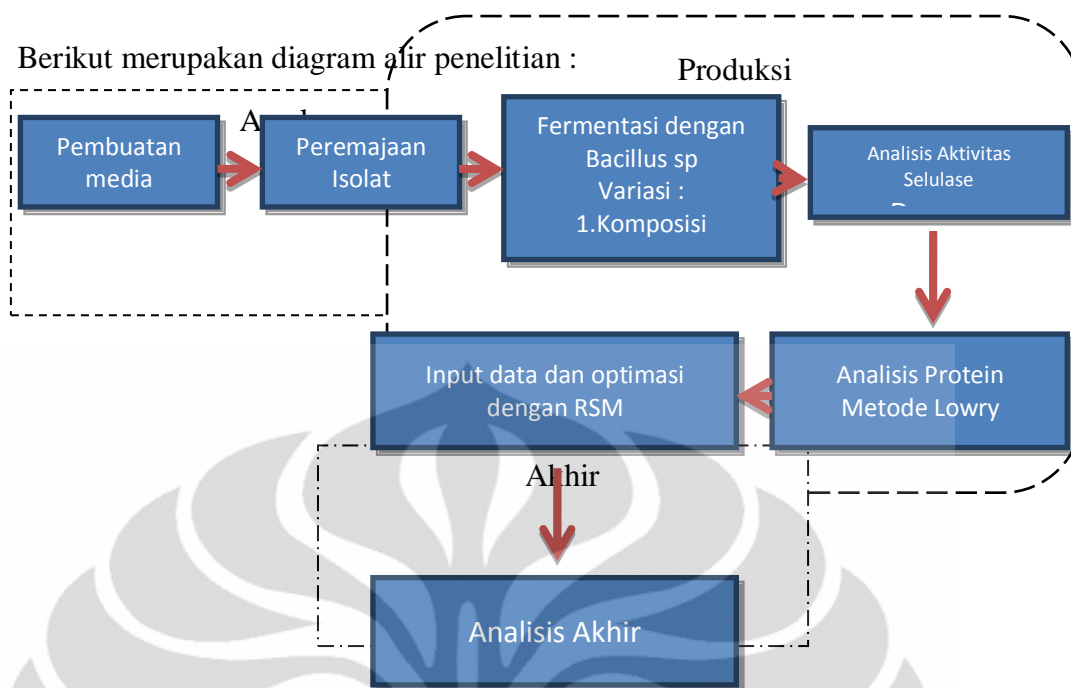 Berikut merupakan diagram alir penelitian :
Produksi
Pembuatan
media
Peremajaan
Isolat
Fermentasi dengan
Bacillus sp
Variasi :
1.Komposisi
Analisis Aktivitas
Selulase
Analisis Protein
Metode Lowry
Input data dan optimasi
dengan RSM
Akhir
Analisis Akhir